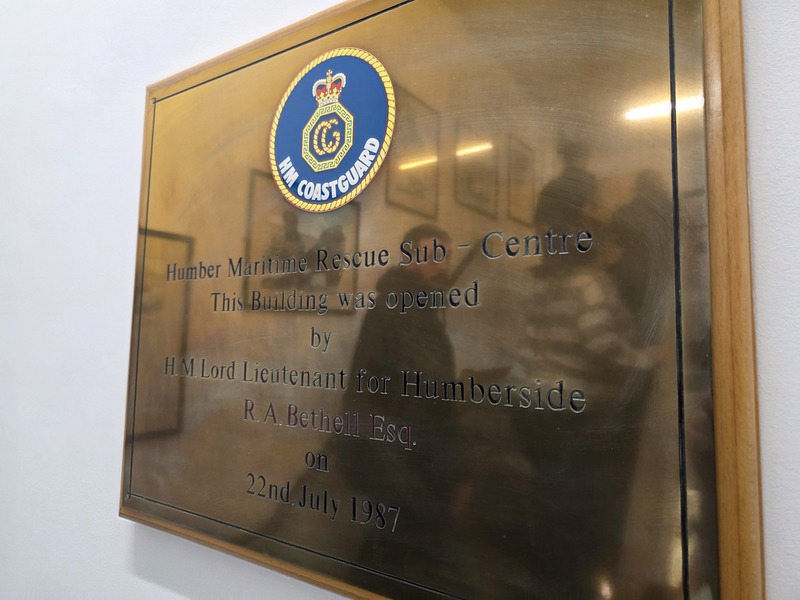 HM COASTGUARD
Humber Maritime Rescue Sub - Centre
This Building was opened
by
H.M Lord Lieutenant for Humberside
R.A. Bethell Esq.
on
22nd. July 1987